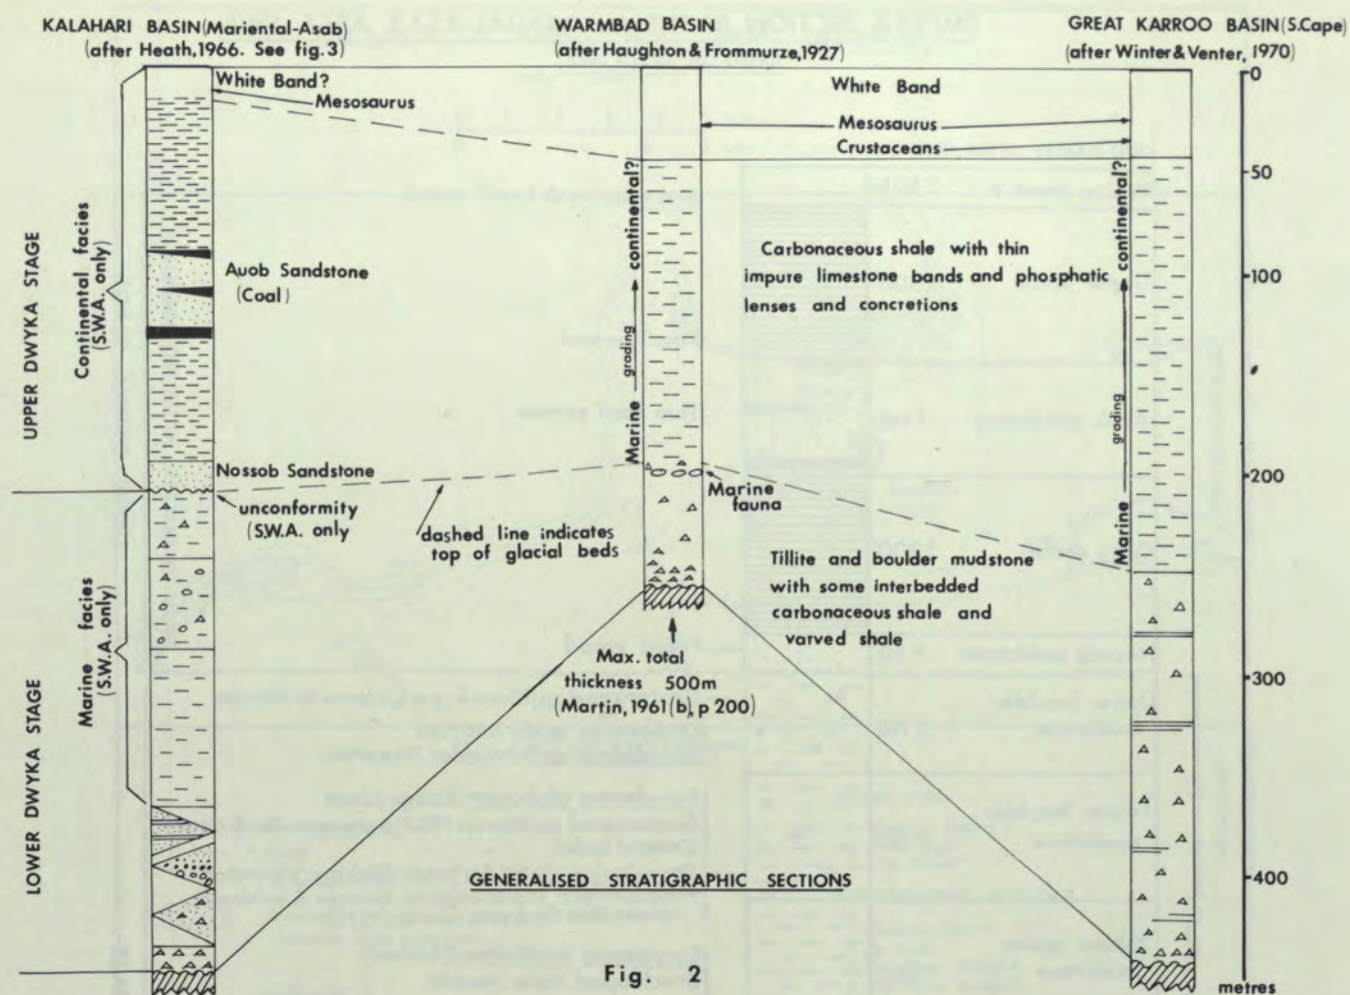 KALAHARI BASIN(Mariental-Asab)
(after Heath,1966. See fig.3)
WARMBAD BASIN
(after Haughton & Frommurze,1927)
GREAT KARROO BASIN(S.Cape)
(after Winter & Venter, 1970)
White Band?
Mesosaurus
White Band
Mesosaurus
Crustaceans
UPPER DWYKA STAGE
Continental facies
(S.W.A. only)
Auob Sandstone
(Coal)
Nossob Sandstone
unconformity
(S.W.A. only
dashed line indicates
top of glacial beds
Marine grading continental?
Carbonaceous shale with thin
impure limestone bands and phosphatic
lenses and concretions
Marine
fauna
Marine grading continental?
Tillite and boulder mudstone
with some interbedded
carbonaceous shale and
varved shale
LOWER DWYKA STAGE
Marine facies
(S.W.A. only)
Max. total
thickness 500m
(Martin, 1961(b), p 200)
GENERALISED STRATIGRAPHIC SECTIONS
Fig. 2
0
50
100
200
300
400
metres